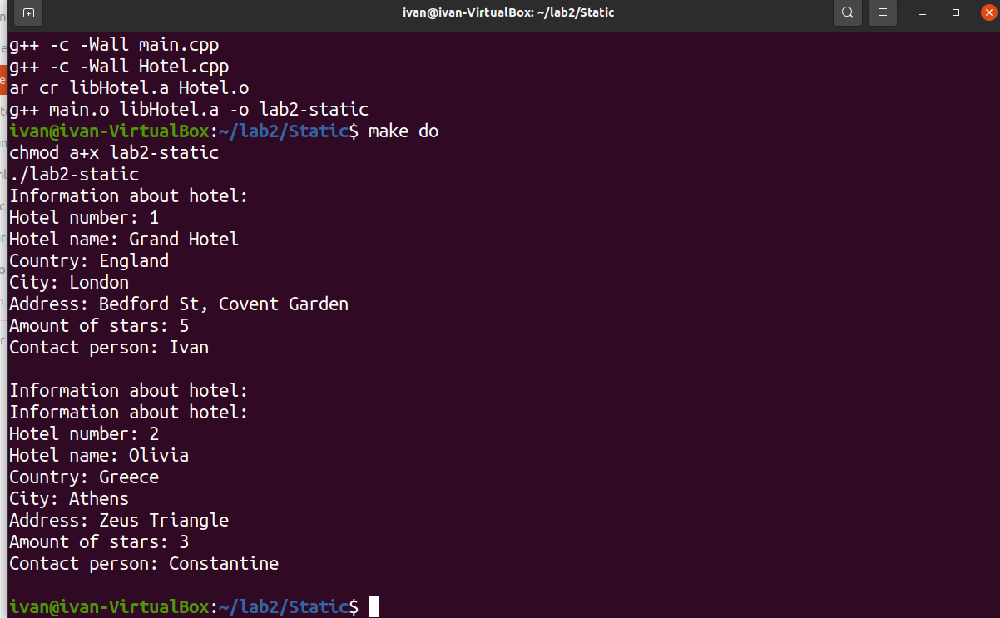 ivan@ivan-VirtualBox: ~/lab2/Static
g++ -c -Wall main.cpp
g++ -c -Wall Hotel.cpp
ar cr libHotel.a Hotel.o
g++ main.o libHotel.a -o lab2-static
ivan@ivan-VirtualBox:~/lab2/Static$ make do
chmod a+x lab2-static
./lab2-static
Information about hotel:
Hotel number: 1
Hotel name: Grand Hotel
Country: England
City: London
Address: Bedford St, Covent Garden
Amount of stars: 5
Contact person: Ivan

Information about hotel:
Information about hotel:
Hotel number: 2
Hotel name: Olivia
Country: Greece
City: Athens
Address: Zeus Triangle
Amount of stars: 3
Contact person: Constantine

ivan@ivan-VirtualBox:~/lab2/Static$